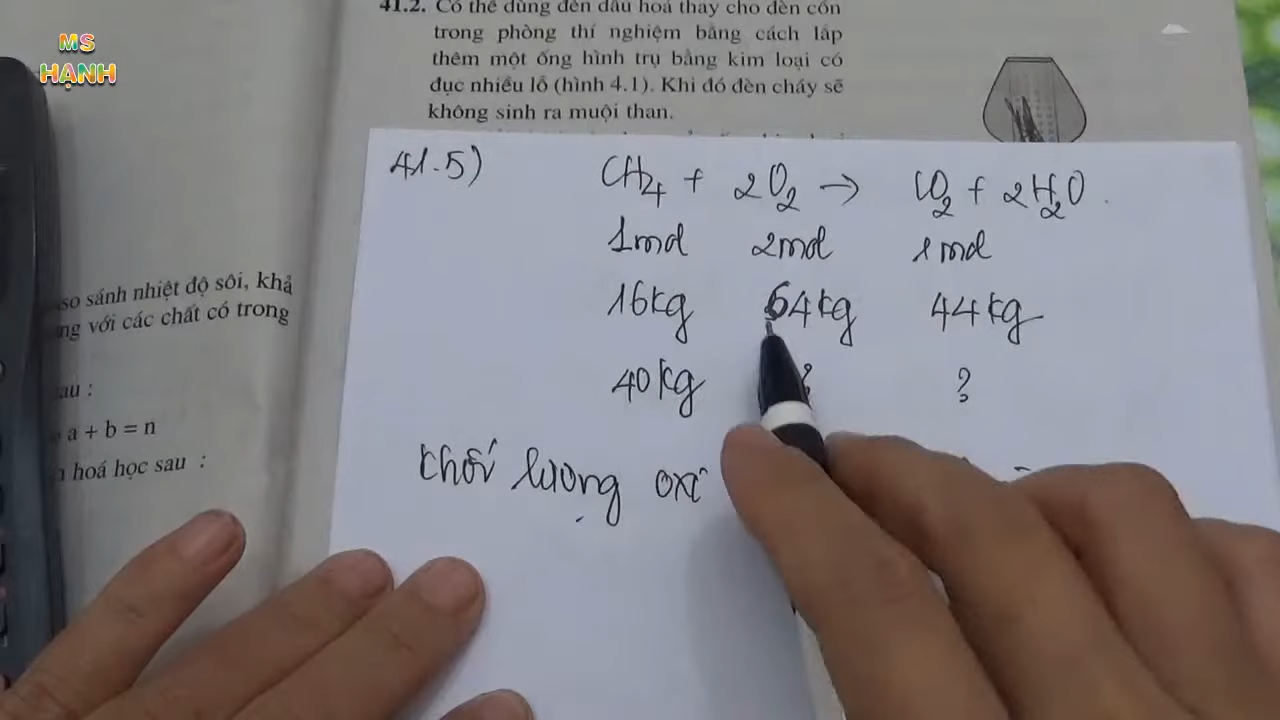 MS
HẠNH
41.2. Có thể dùng đèn dầu hoả thay cho đèn cồn
trong phòng thí nghiệm bằng cách lắp
thêm một ống hình trụ bằng kim loại có
đục nhiều lỗ (hình 4.1). Khi đó đèn cháy sẽ
không sinh ra muội than.
so sánh nhiệt độ sôi, khả
ng với các chất có trong
au :
a + b = n
n hoá học sau :
41.5)
CH₄ + 2O₂ → CO₂ + 2H₂O.
1mol 2mol 1mol
16kg 64kg 44kg
40kg ? ?
Khối lượng oxi